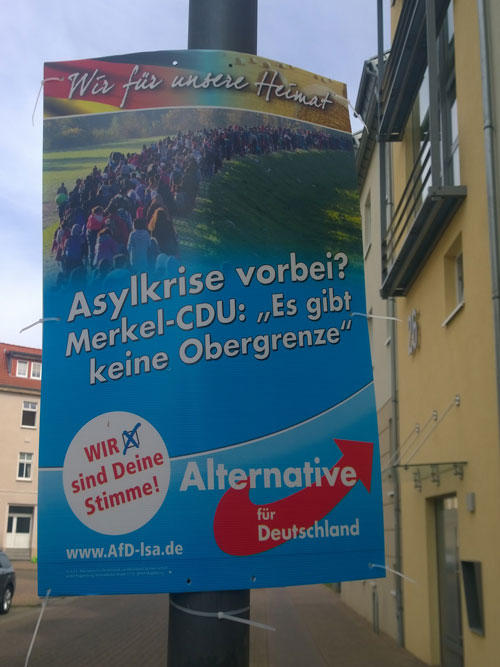 Wir für unsere Heimat
Asylkrise vorbei?
Merkel-CDU: „Es gibt
keine Obergrenze“
WIR
sind Deine
Stimme!
Alternative
für
Deutschland
www.AfD-lsa.de